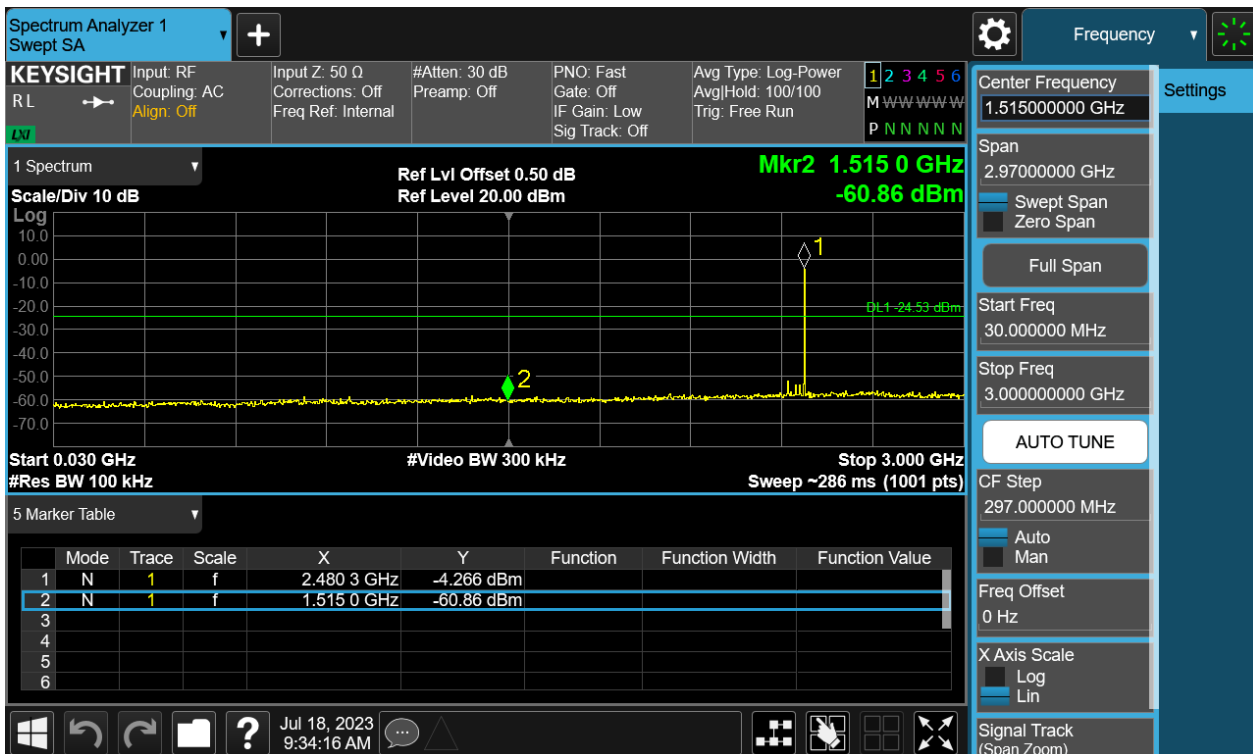 Spectrum Analyzer 1
Swept SA
+
Frequency
KEYSIGHT
RL
LXI
Input: RF
Coupling: AC
Align: Off
Input Z: 50 Ω
Corrections: Off
Freq Ref: Internal
#Atten: 30 dB
Preamp: Off
PNO: Fast
Gate: Off
IF Gain: Low
Sig Track: Off
Avg Type: Log-Power
Avg|Hold: 100/100
Trig: Free Run
1 2 3 4 5 6
M W W W W W
P N N N N N
1 Spectrum
Scale/Div 10 dB
Ref Lvl Offset 0.50 dB
Ref Level 20.00 dBm
Mkr2 1.515 0 GHz
-60.86 dBm
Log
10.0
0.00
-10.0
-20.0
-30.0
-40.0
-50.0
-60.0
-70.0
1
DL1 -24.53 dBm
2
Start 0.030 GHz
#Video BW 300 kHz
Stop 3.000 GHz
#Res BW 100 kHz
Sweep ~286 ms (1001 pts)
5 Marker Table
Mode Trace Scale X Y Function Function Width Function Value
1 N 1 f 2.480 3 GHz -4.266 dBm
2 N 1 f 1.515 0 GHz -60.86 dBm
3
4
5
6
?
Jul 18, 2023
9:34:16 AM
Center Frequency
1.515000000 GHz
Settings
Span
2.97000000 GHz
Swept Span
Zero Span
Full Span
Start Freq
30.000000 MHz
Stop Freq
3.000000000 GHz
AUTO TUNE
CF Step
297.000000 MHz
Auto
Man
Freq Offset
0 Hz
X Axis Scale
Log
Lin
Signal Track
(Span Zoom)